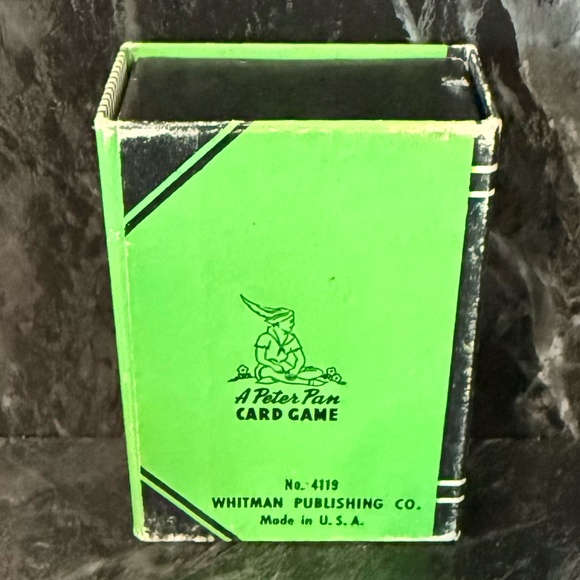 A Peter Pan
CARD GAME
No. 4119
WHITMAN PUBLISHING CO.
Made in U. S. A.